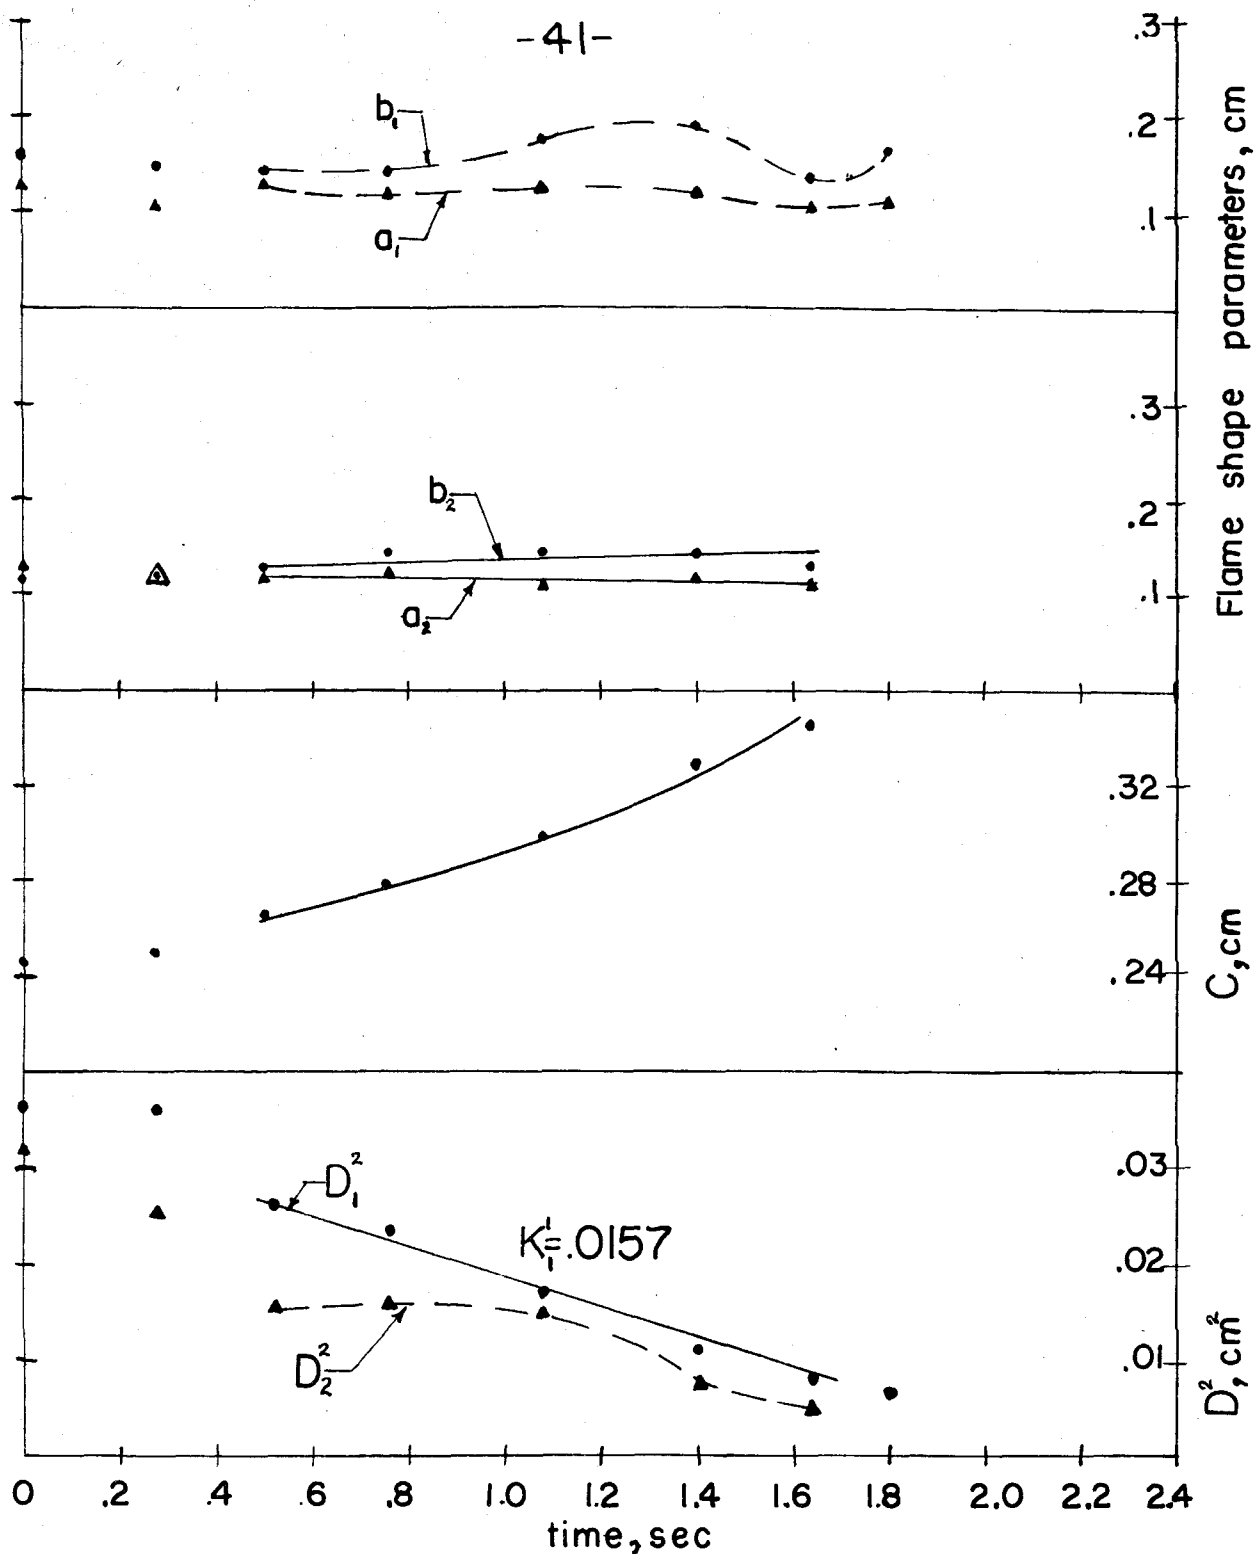 -41-
.3
b₁
.2
a₁
.1
Flame shape parameters, cm
.3
b₂
.2
a₂
.1
.32
.28
.24
C, cm
D₁²
.03
K₁'=.0157
.02
D₂²
.01
D², cm²
0 .2 .4 .6 .8 1.0 1.2 1.4 1.6 1.8 2.0 2.2 2.4
time, sec